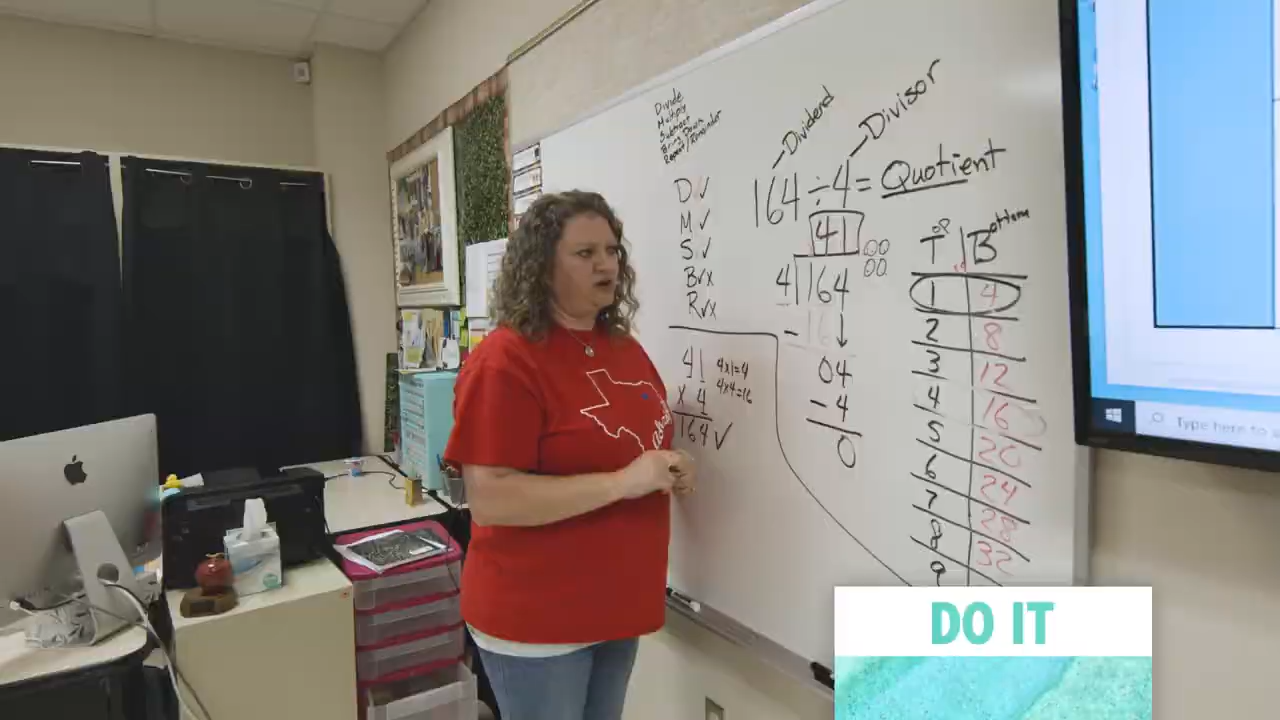 Divide
Multiply
Subtract
Bring Down
Repeat/Remainder
D ✓
M ✓
S ✓
B✓x
R✓x
Dividend
Divisor
164÷4= Quotient
41
4 164
- 16
04
- 4
0
41
x 4
164 ✓
4x1=4
4x4=16
Top Bottom
1 4
2 8
3 12
4 16
5 20
6 24
7 28
8 32
9
Type here to
DO IT